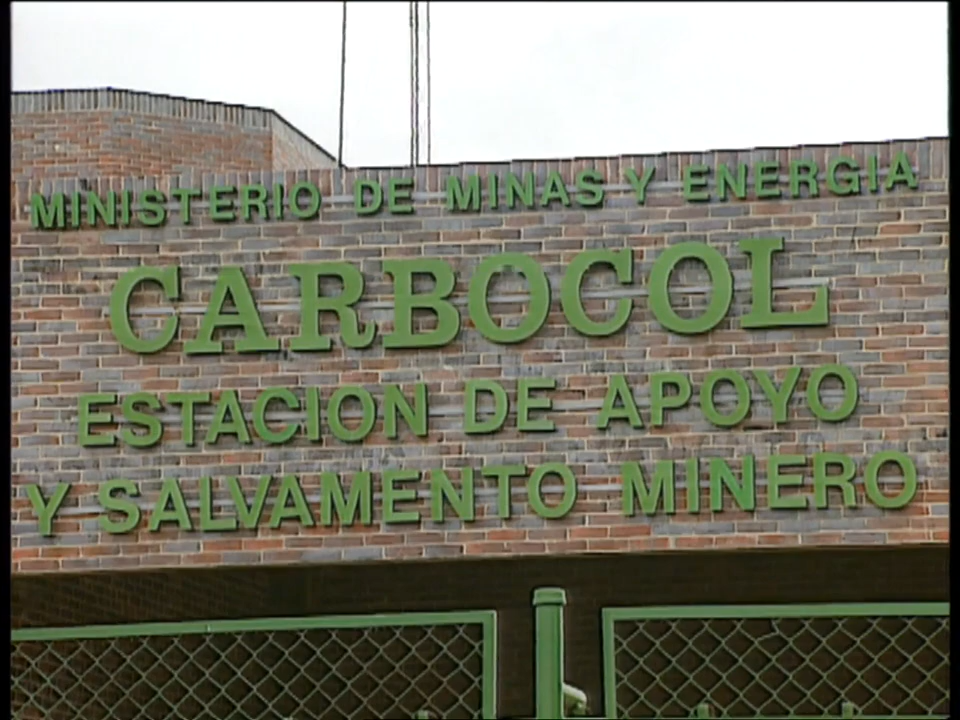 MINISTERIO DE MINAS Y ENERGIA
CARBOCOL
ESTACION DE APOYO
Y SALVAMENTO MINERO